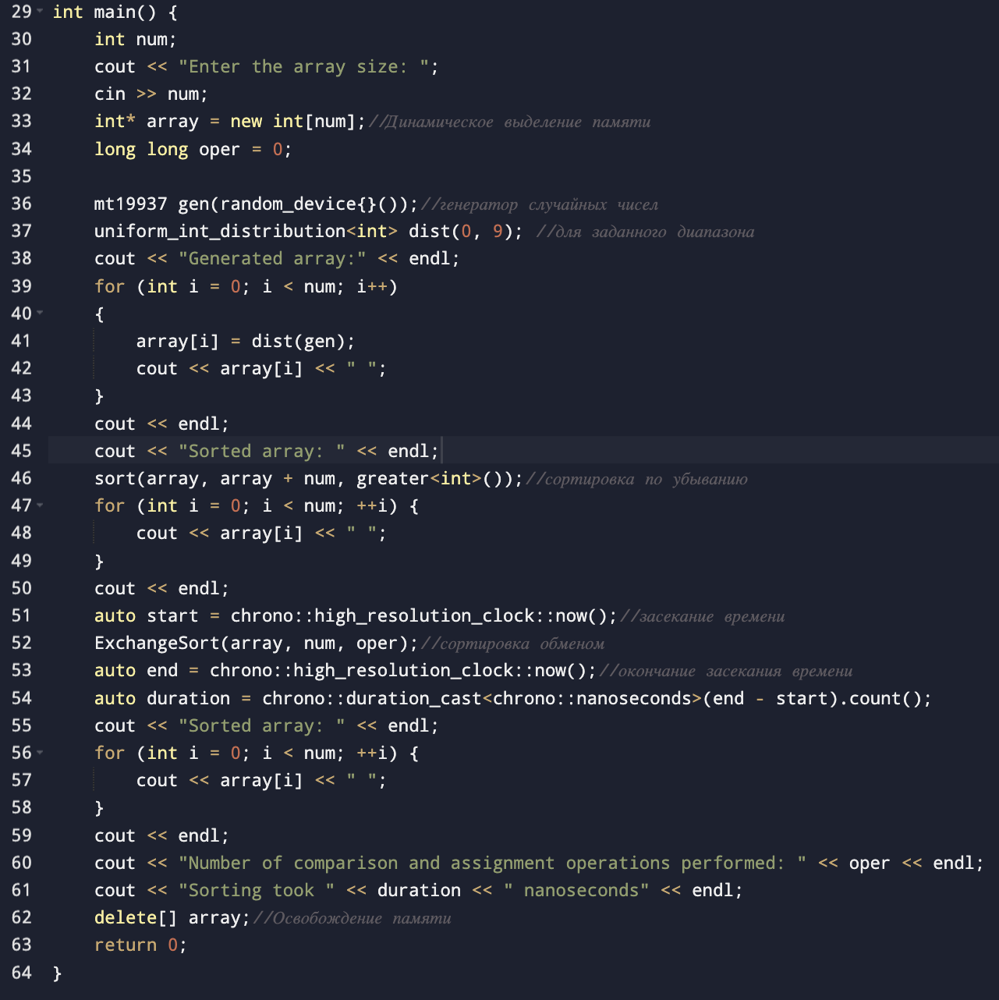 29 int main() {
30     int num;
31     cout << "Enter the array size: ";
32     cin >> num;
33     int* array = new int[num];//Динамическое выделение памяти
34     long long oper = 0;
35
36     mt19937 gen(random_device{}());//генератор случайных чисел
37     uniform_int_distribution<int> dist(0, 9); //для заданного диапазона
38     cout << "Generated array:" << endl;
39     for (int i = 0; i < num; i++)
40     {
41         array[i] = dist(gen);
42         cout << array[i] << " ";
43     }
44     cout << endl;
45     cout << "Sorted array: " << endl;
46     sort(array, array + num, greater<int>());//сортировка по убыванию
47     for (int i = 0; i < num; ++i) {
48         cout << array[i] << " ";
49     }
50     cout << endl;
51     auto start = chrono::high_resolution_clock::now();//засекание времени
52     ExchangeSort(array, num, oper);//сортировка обменом
53     auto end = chrono::high_resolution_clock::now();//окончание засекания времени
54     auto duration = chrono::duration_cast<chrono::nanoseconds>(end - start).count();
55     cout << "Sorted array: " << endl;
56     for (int i = 0; i < num; ++i) {
57         cout << array[i] << " ";
58     }
59     cout << endl;
60     cout << "Number of comparison and assignment operations performed: " << oper << endl;
61     cout << "Sorting took " << duration << " nanoseconds" << endl;
62     delete[] array;//Освобождение памяти
63     return 0;
64 }